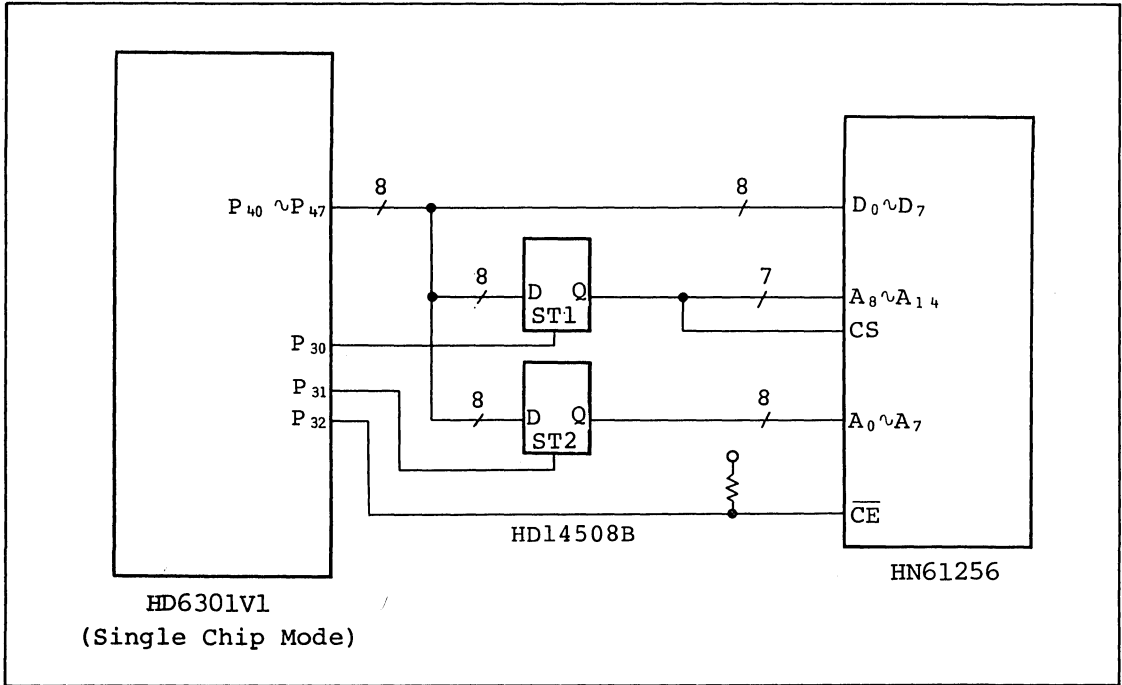 8 8
P₄₀ ∿P₄₇ D₀∿D₇
8 7
D Q A₈∿A₁₄
ST1 CS
P₃₀
P₃₁ 8 8
P₃₂ D Q A₀∿A₇
ST2
C̅E̅
HD14508B
HN61256
HD6301V1
(Single Chip Mode)